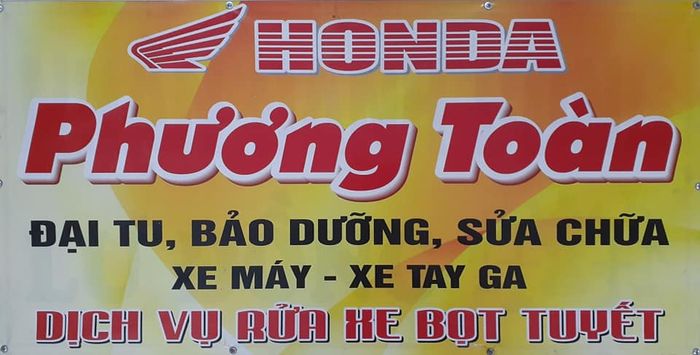 HONDA
Phương Toàn
ĐẠI TU, BẢO DƯỠNG, SỬA CHỮA
XE MÁY - XE TAY GA
DỊCH VỤ RỬA XE BỌT TUYẾT